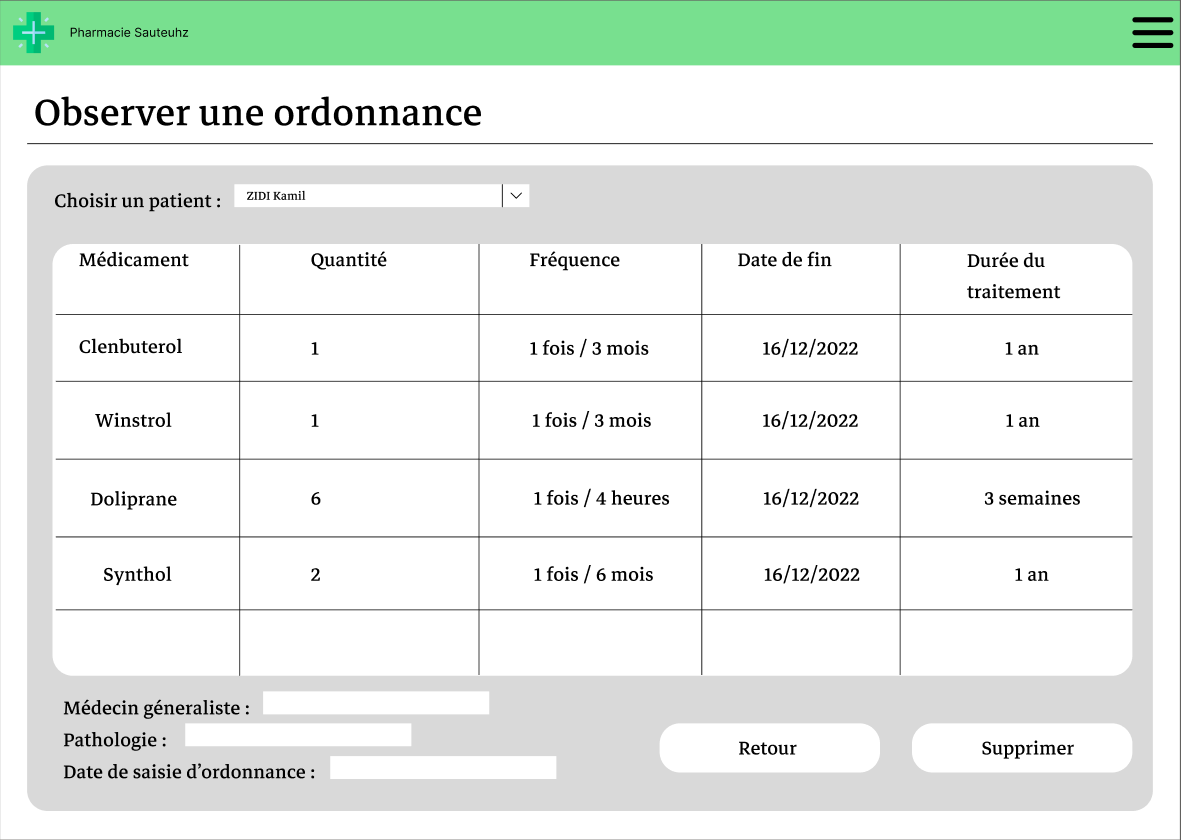 Pharmacie Sauteuhz
Observer une ordonnance
Choisir un patient : ZIDI Kamil
Médicament Quantité Fréquence Date de fin Durée du
traitement
Clenbuterol 1 1 fois / 3 mois 16/12/2022 1 an
Winstrol 1 1 fois / 3 mois 16/12/2022 1 an
Doliprane 6 1 fois / 4 heures 16/12/2022 3 semaines
Synthol 2 1 fois / 6 mois 16/12/2022 1 an
Médecin géneraliste :
Pathologie :
Retour Supprimer
Date de saisie d’ordonnance :